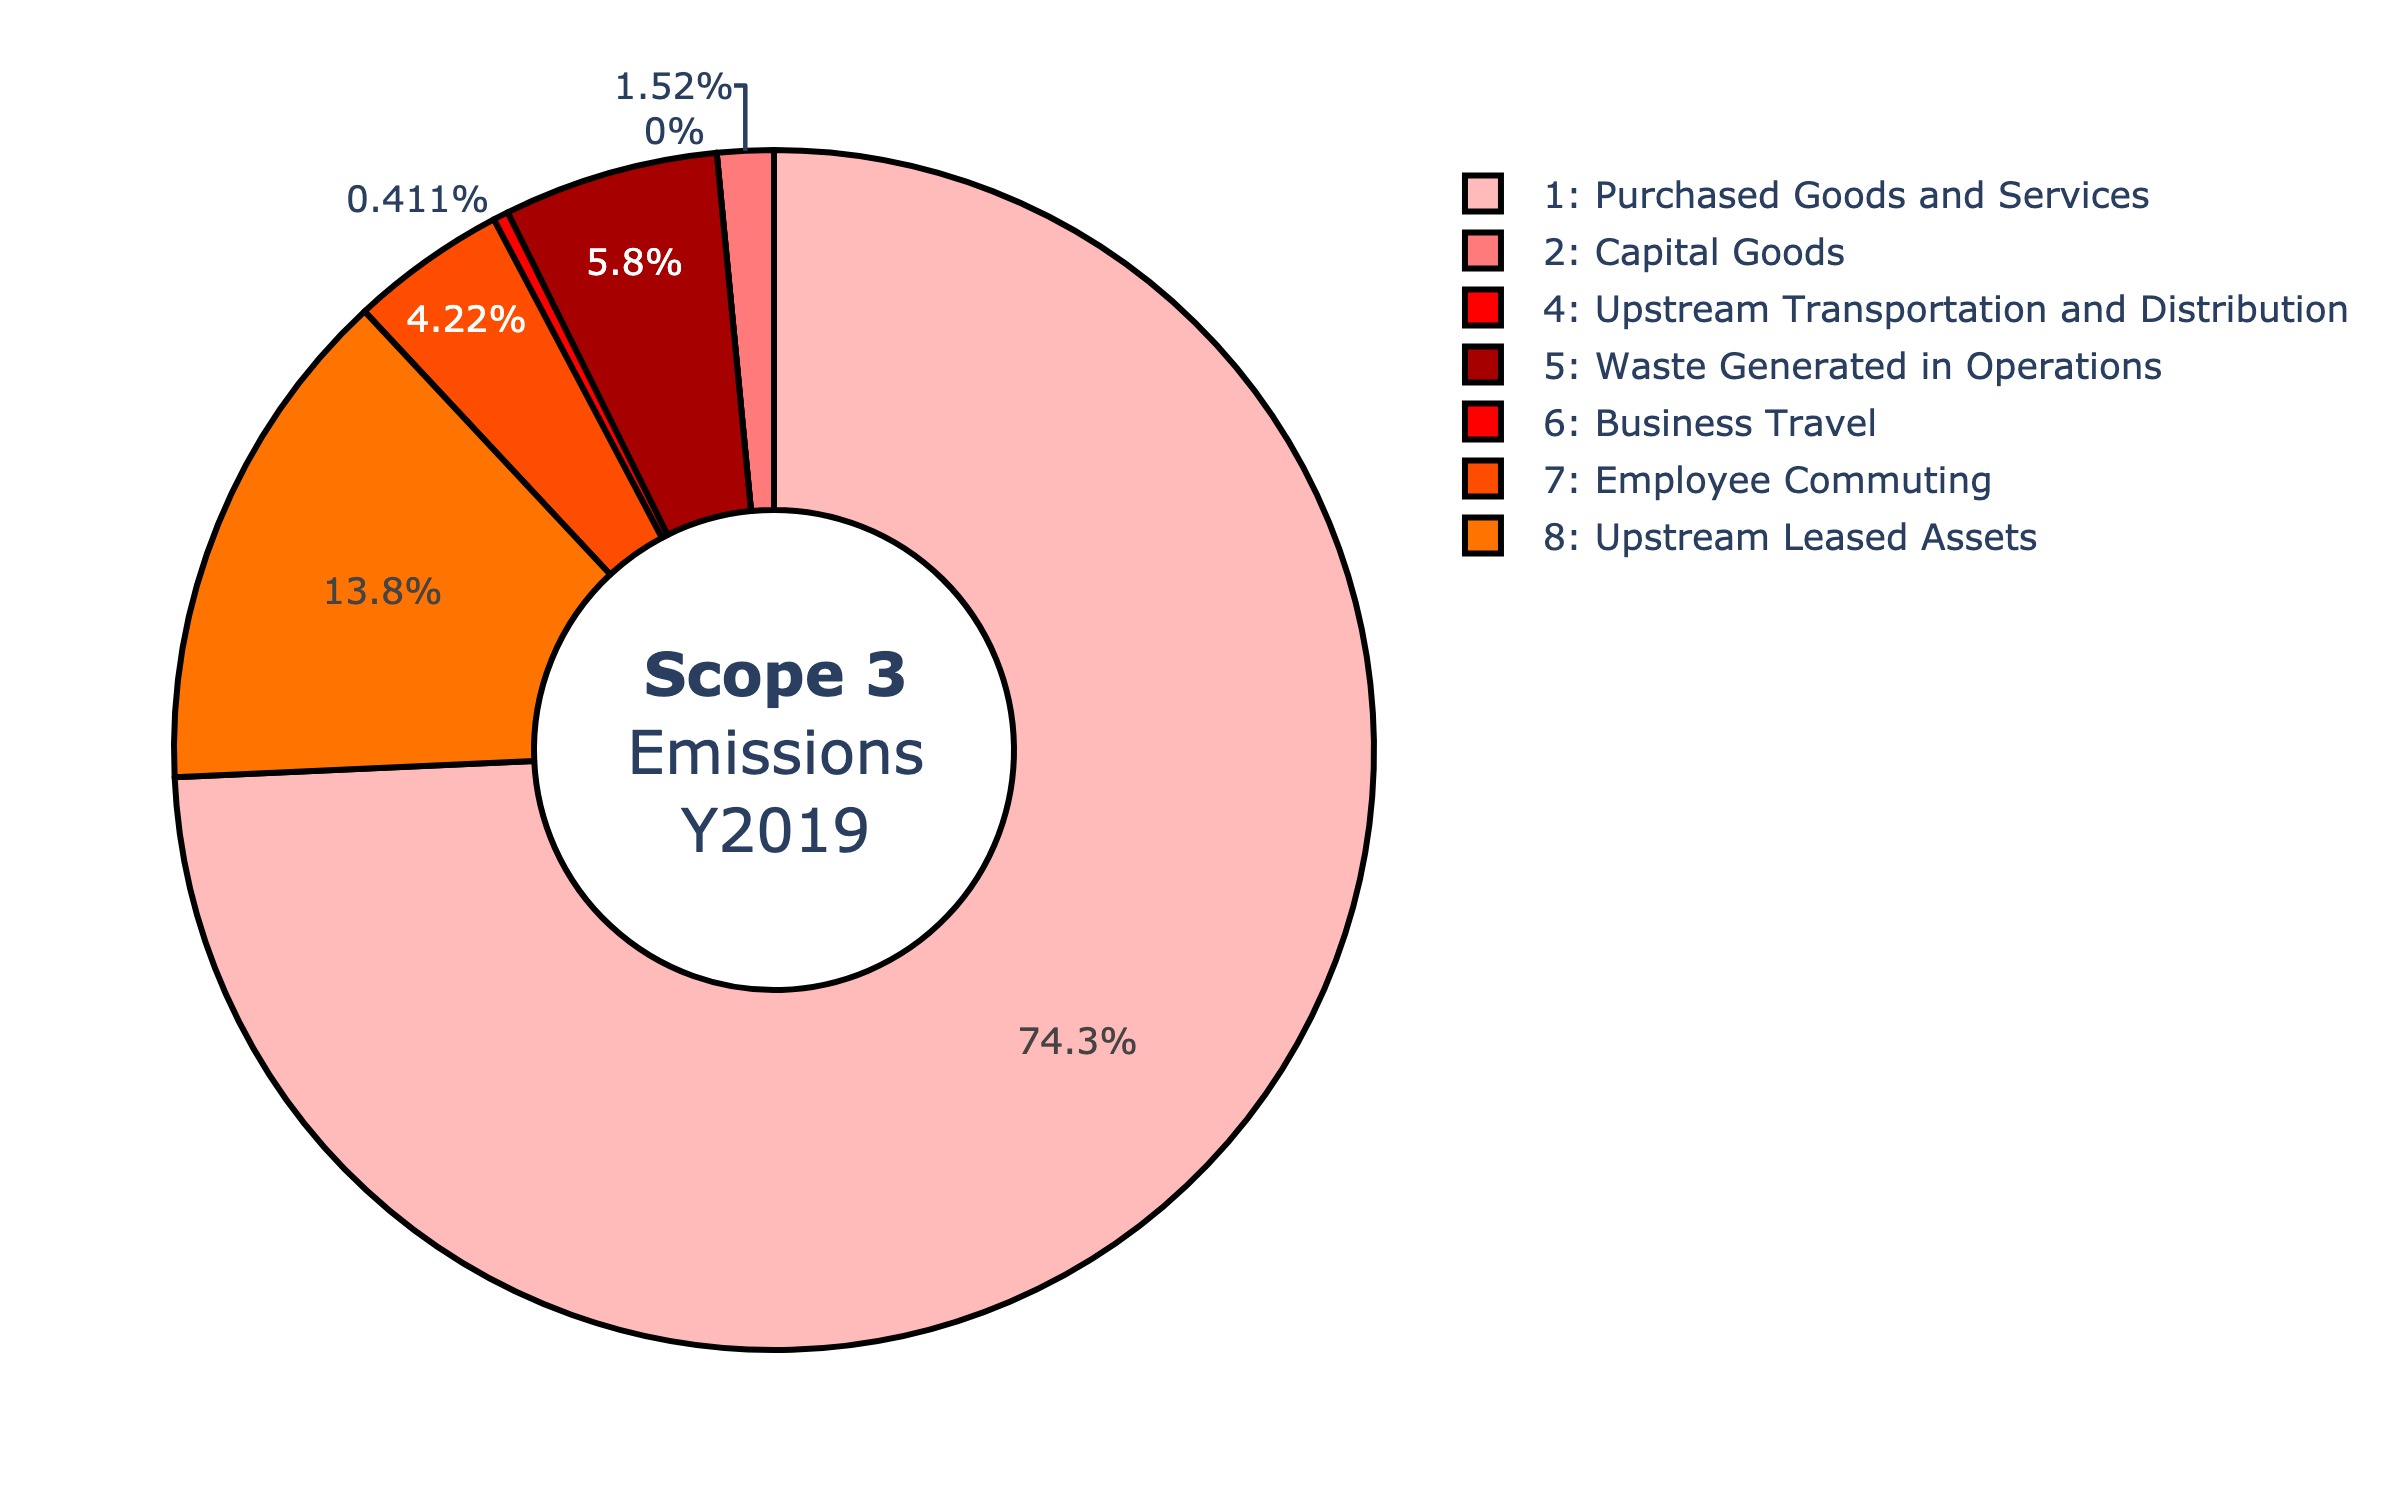 1.52%
0%
0.411%
5.8%
4.22%
13.8%
74.3%
Scope 3
Emissions
Y2019
1: Purchased Goods and Services
2: Capital Goods
4: Upstream Transportation and Distribution
5: Waste Generated in Operations
6: Business Travel
7: Employee Commuting
8: Upstream Leased Assets